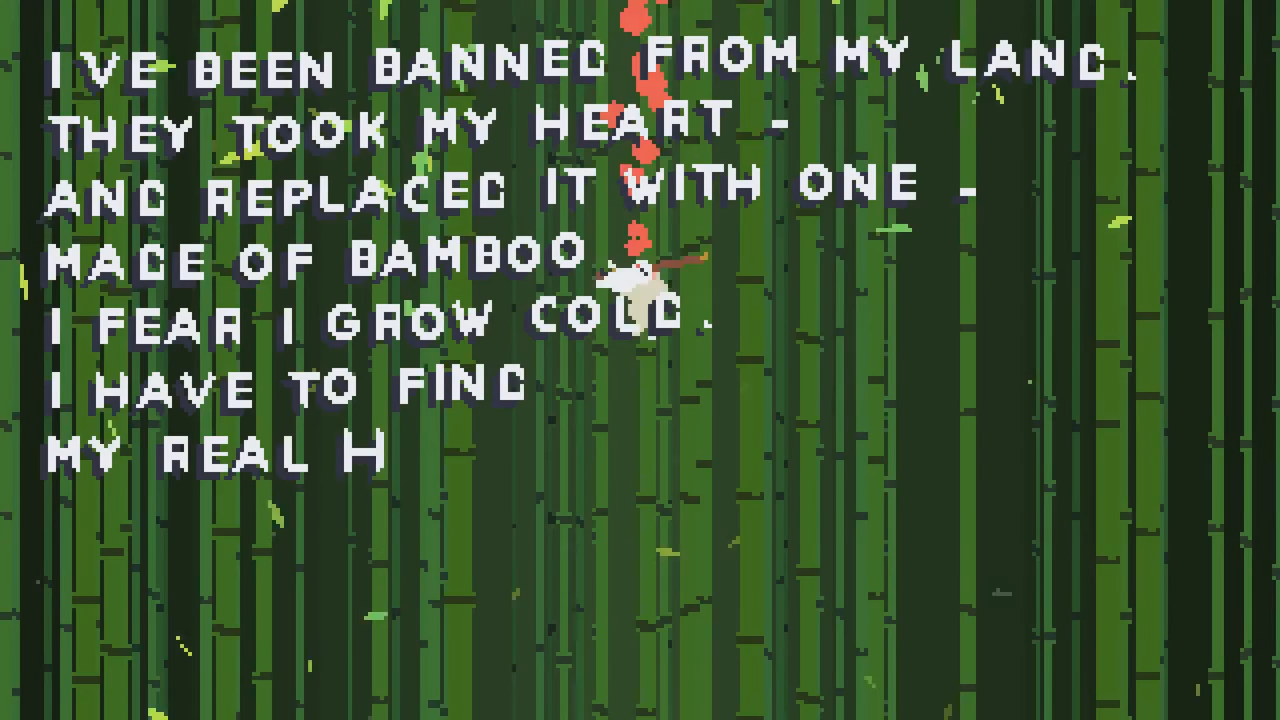 I'VE BEEN BANNED FROM MY LAND.
THEY TOOK MY HEART -
AND REPLACED IT WITH ONE -
MADE OF BAMBOO
I FEAR I GROW COLD.
I HAVE TO FIND
MY REAL H